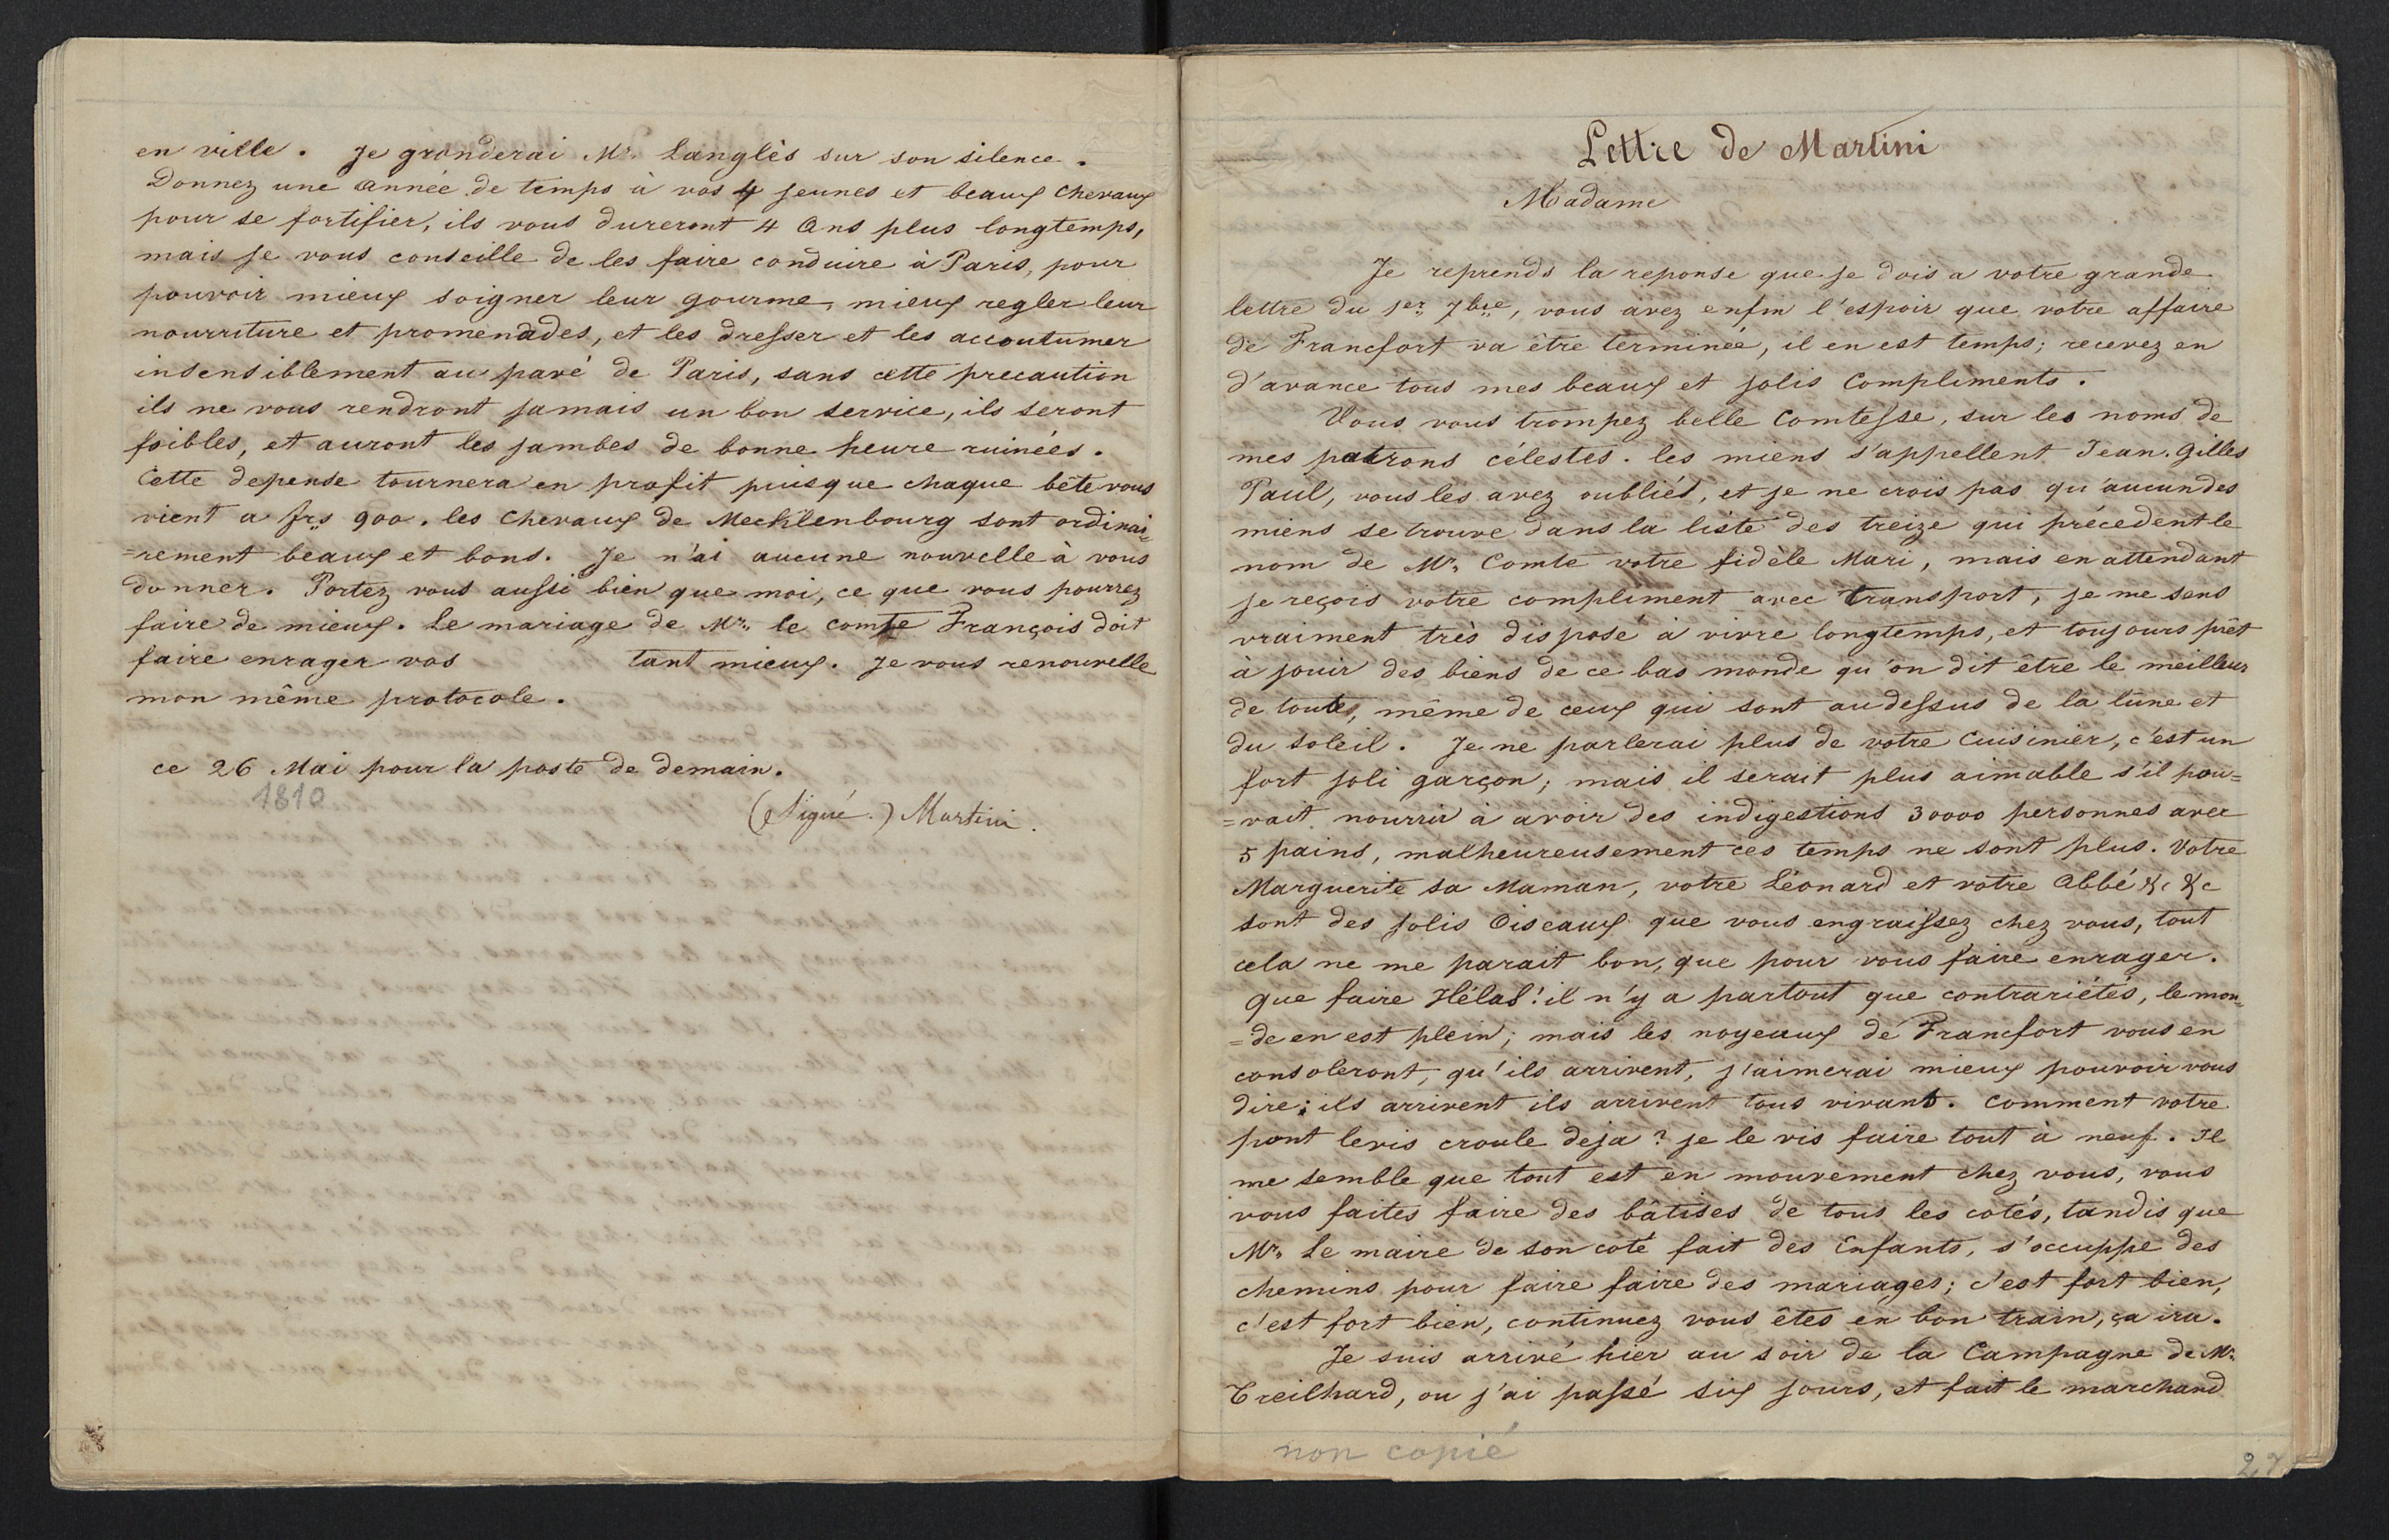 en ville. Je gronderai Mr. Langlès sur son silence.
Donnez une année de temps à vos 4 jeunes et beaux chevaux
pour se fortifier, ils vous dureront 4 ans plus longtemps,
mais je vous conseille de les faire conduire à Paris, pour
pouvoir mieux soigner leur gourme, mieux regler leur
nourriture et promenades, et les dresser et les accoutumer
insensiblement au pavé de Paris, sans cette precaution
ils ne vous rendront jamais un bon service, ils seront
foibles, et auront les jambes de bonne heure ruinées.
Cette depense tournera en profit puisque chaque bête vous
vient a frs 900. les chevaux de Mecklenbourg sont ordinai=
=rement beaux et bons. Je n'ai aucune nouvelle à vous
donner. Portez vous aussi bien que moi, ce que vous pourrez
faire de mieux. Le mariage de Mr. le comte François doit
faire enrager vos tant mieux. Je vous renouvelle
mon même protocole.
ce 26 Mai pour la poste de demain.
1810
(Signé.) Martini.
Lettre de Martini
Madame
Je reprends la reponse que je dois a votre grande
lettre du 1er 7bre, vous avez enfin l'espoir que votre affaire
de Francfort va être terminée, il en est temps; recevez en
d'avance tous mes beaux et jolis compliments.
Vous vous trompez belle Comtesse, sur les noms de
mes patrons célestes. les miens s'appellent Jean. Gilles
Paul, vous les avez oubliés, et je ne crois pas qu'aucun des
miens se trouve dans la liste des treize qui précedent le
nom de Mr. Comte votre fidèle Mari, mais en attendant
je reçois votre compliment avec transport, je me sens
vraiment très disposé à vivre longtemps, et toujours prêt
à jouir des biens de ce bas monde qu'on dit être le meilleur
de toutes, même de ceux qui sont au dessus de la lune et
du soleil. Je ne parlerai plus de votre cuisinier, c'est un
fort joli garçon; mais il serait plus aimable s'il pou=
=vait nourrir à avoir des indigestions 30000 personnes avec
5 pains, malheureusement ces temps ne sont plus. Votre
Marguerite sa Maman, votre Léonard et votre Abbé &c &c
sont des jolis Oiseaux que vous engraissez chez vous, tout
cela ne me parait bon, que pour vous faire enrager.
que faire Hélas! il n'y a partout que contrariétés, le mon=
=de en est plein; mais les noyeaux de Francfort vous en
consoleront, qu'ils arrivent, j'aimerai mieux pouvoir vous
dire: ils arrivent ils arrivent tous vivants. Comment votre
pont levis croule deja? je le vis faire tout à neuf. Il
me semble que tout est en mouvement chez vous, vous
vous faites faire des bâtises de tous les cotés, tandis que
Mr. Le maire de son coté fait des Enfants, s'occuppe des
chemins pour faire faire des mariages; c'est fort bien,
c'est fort bien, continuez vous êtes en bon train, ça ira.
Je suis arrivé hier au soir de la Campagne de Mr.
Treilhard, ou j'ai passé six jours, et fait le marchand
non copié
27